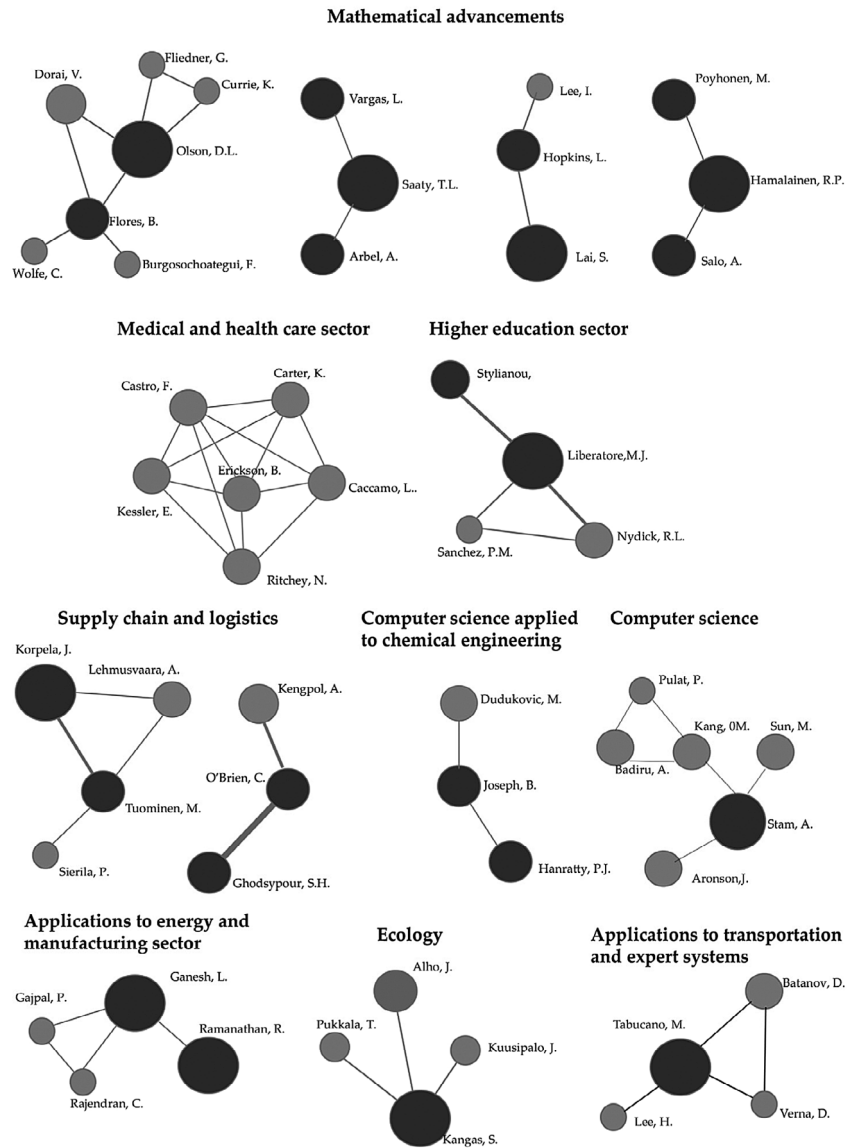 Mathematical advancements
Fliedner, G.
Dorai, V.
Currie, K.
Olson, D.L.
Flores, B.
Wolfe, C.
Burgosochoategui, F.
Vargas, L.
Saaty, T.L.
Arbel, A.
Lee, I.
Hopkins, L.
Lai, S.
Poyhonen, M.
Hamalainen, R.P.
Salo, A.
Medical and health care sector
Castro, F.
Carter, K.
Erickson, B.
Kessler, E.
Caccamo, L..
Ritchey, N.
Higher education sector
Stylianou,
Liberatore,M.J.
Sanchez, P.M.
Nydick, R.L.
Supply chain and logistics
Korpela, J.
Lehmusvaara, A.
Tuominen, M.
Sierila, P.
Kengpol, A.
O'Brien, C.
Ghodsypour, S.H.
Computer science applied
to chemical engineering
Dudukovic, M.
Joseph, B.
Hanratty, P.J.
Computer science
Pulat, P.
Kang, 0M.
Sun, M.
Badiru, A.
Stam, A.
Aronson,J.
Applications to energy and
manufacturing sector
Ganesh, L.
Gajpal, P.
Ramanathan, R.
Rajendran, C.
Ecology
Alho, J.
Pukkala, T.
Kuusipalo, J.
Kangas, S.
Applications to transportation
and expert systems
Batanov, D.
Tabucano, M.
Lee, H.
Verna, D.